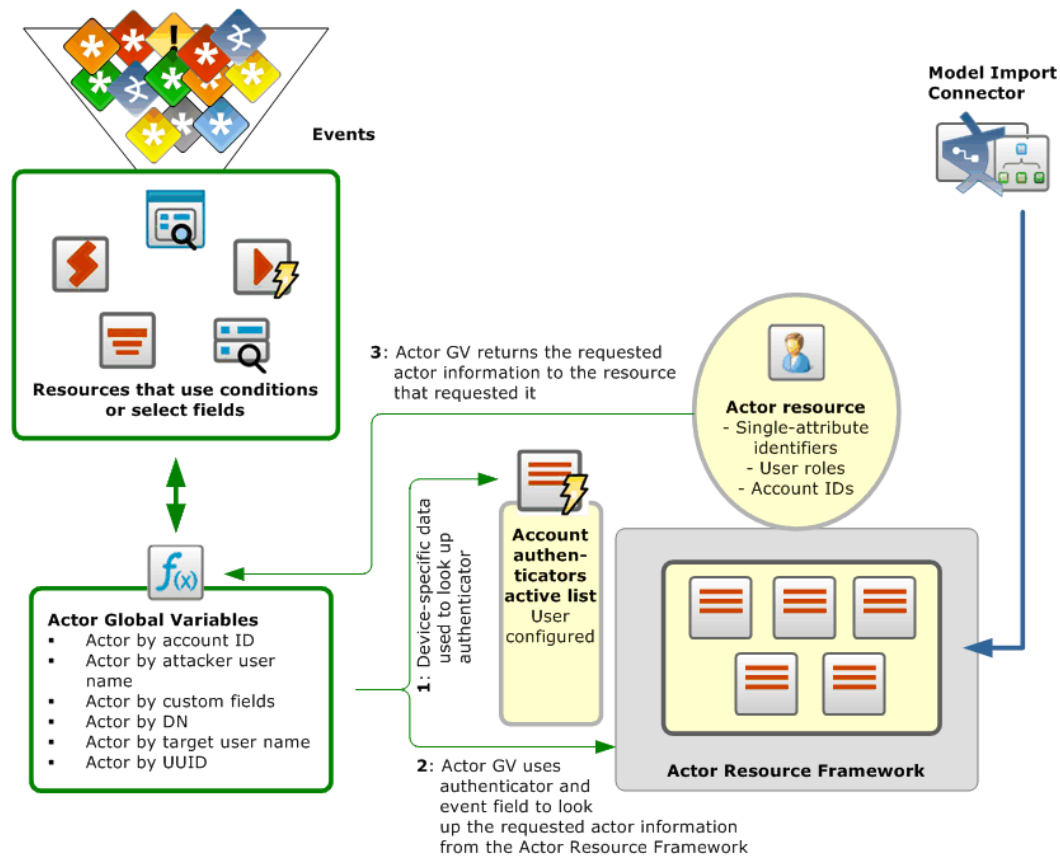 Events
Model Import
Connector
Resources that use conditions
or select fields
3: Actor GV returns the requested
actor information to the resource
that requested it
Actor resource
- Single-attribute
identifiers
- User roles
- Account IDs
1: Device-specific data
used to look up
authenticator
Account
authen-
ticators
active list
User
configured
f(x)
Actor Global Variables
▪ Actor by account ID
▪ Actor by attacker user
name
▪ Actor by custom fields
▪ Actor by DN
▪ Actor by target user name
▪ Actor by UUID
Actor Resource Framework
2: Actor GV uses
authenticator and
event field to look
up the requested actor information
from the Actor Resource Framework